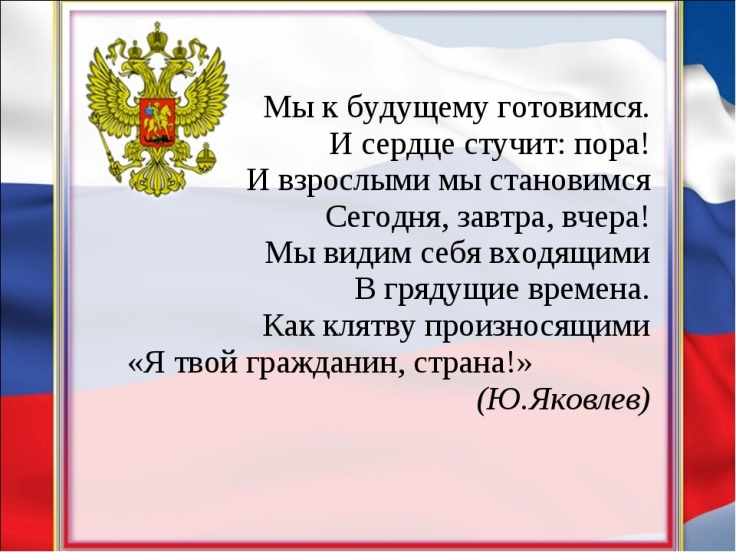 Мы к будущему готовимся.
И сердце стучит: пора!
И взрослыми мы становимся
Сегодня, завтра, вчера!
Мы видим себя входящими
В грядущие времена.
Как клятву произносящими
«Я твой гражданин, страна!»
(Ю.Яковлев)